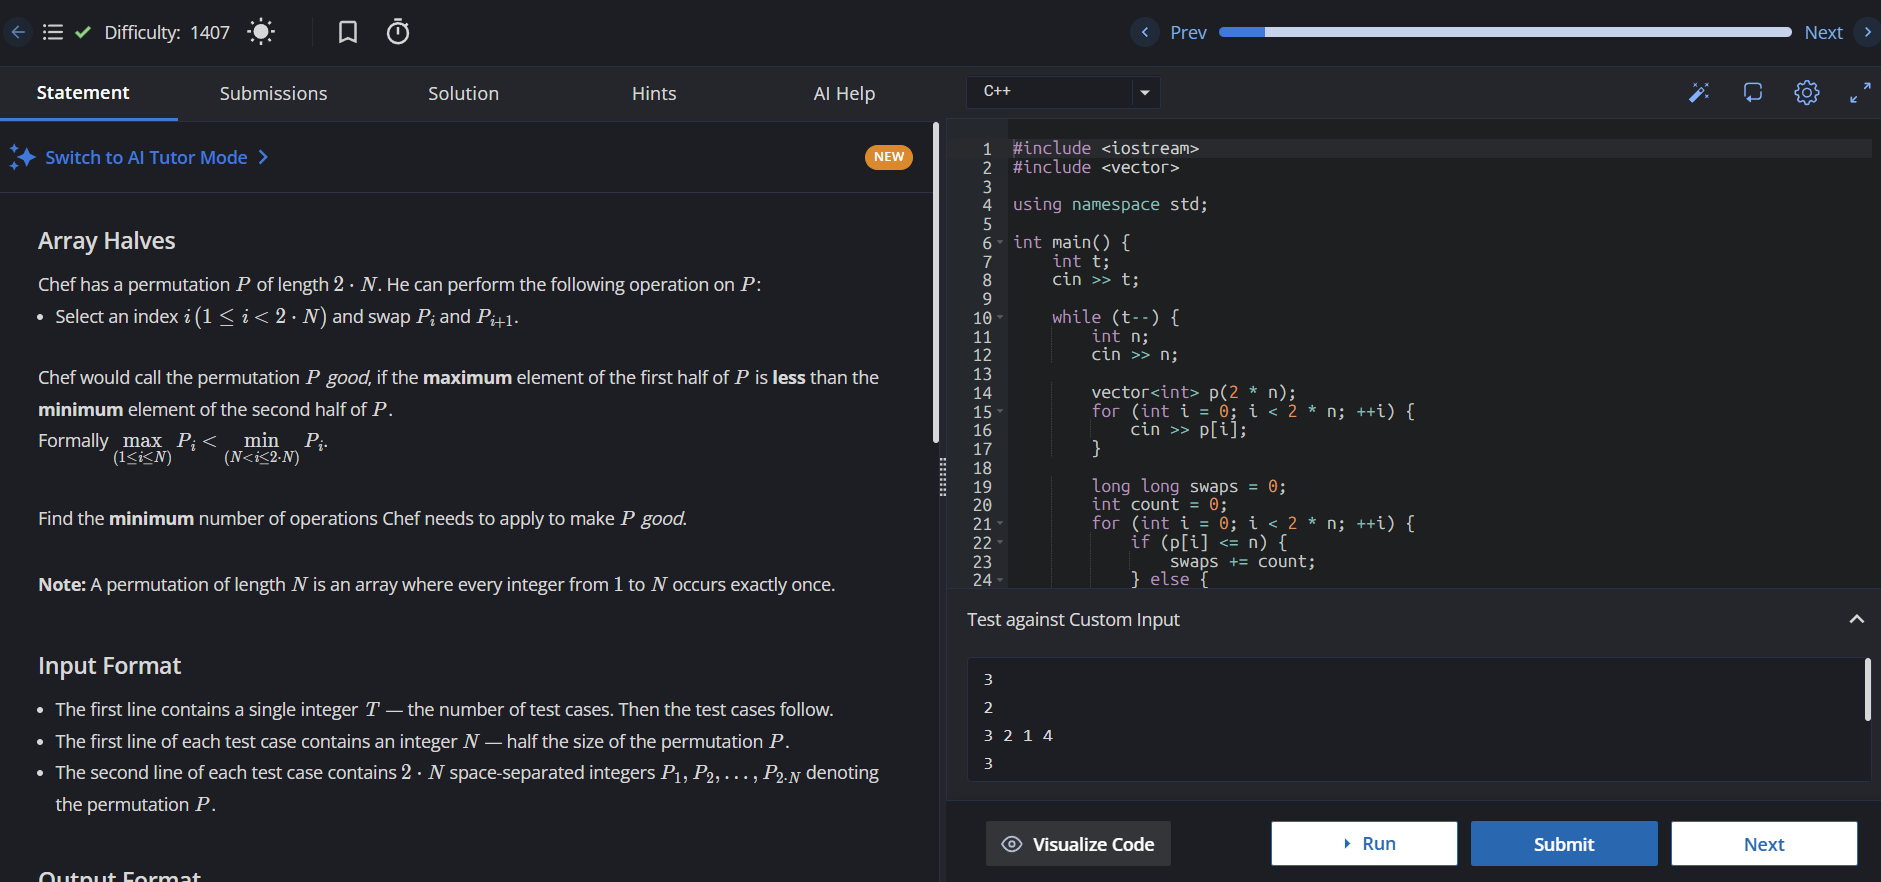 Difficulty: 1407
Prev
Next
Statement
Submissions
Solution
Hints
AI Help
C++
Switch to AI Tutor Mode
NEW
Array Halves
Chef has a permutation P of length 2 · N. He can perform the following operation on P:
• Select an index i (1 ≤ i < 2 · N) and swap P_i and P_{i+1}.
Chef would call the permutation P good, if the maximum element of the first half of P is less than the
minimum element of the second half of P.
Formally max P_i < min P_i.
(1≤i≤N) (N<i≤2·N)
Find the minimum number of operations Chef needs to apply to make P good.
Note: A permutation of length N is an array where every integer from 1 to N occurs exactly once.
Input Format
• The first line contains a single integer T — the number of test cases. Then the test cases follow.
• The first line of each test case contains an integer N — half the size of the permutation P.
• The second line of each test case contains 2 · N space-separated integers P_1, P_2, ..., P_{2·N} denoting
the permutation P.
Output Format
1 #include <iostream>
2 #include <vector>
3
4 using namespace std;
5
6 int main() {
7 int t;
8 cin >> t;
9
10 while (t--) {
11 int n;
12 cin >> n;
13
14 vector<int> p(2 * n);
15 for (int i = 0; i < 2 * n; ++i) {
16 cin >> p[i];
17 }
18
19 long long swaps = 0;
20 int count = 0;
21 for (int i = 0; i < 2 * n; ++i) {
22 if (p[i] <= n) {
23 swaps += count;
24 } else {
Test against Custom Input
3
2
3 2 1 4
3
Visualize Code
Run
Submit
Next